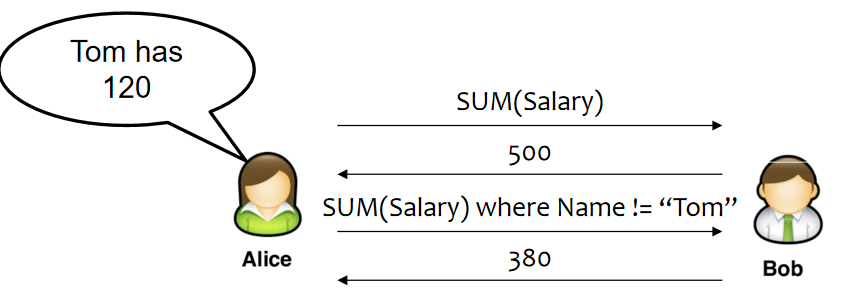 Tom has
120
SUM(Salary)
500
SUM(Salary) where Name != “Tom”
380
Alice
Bob